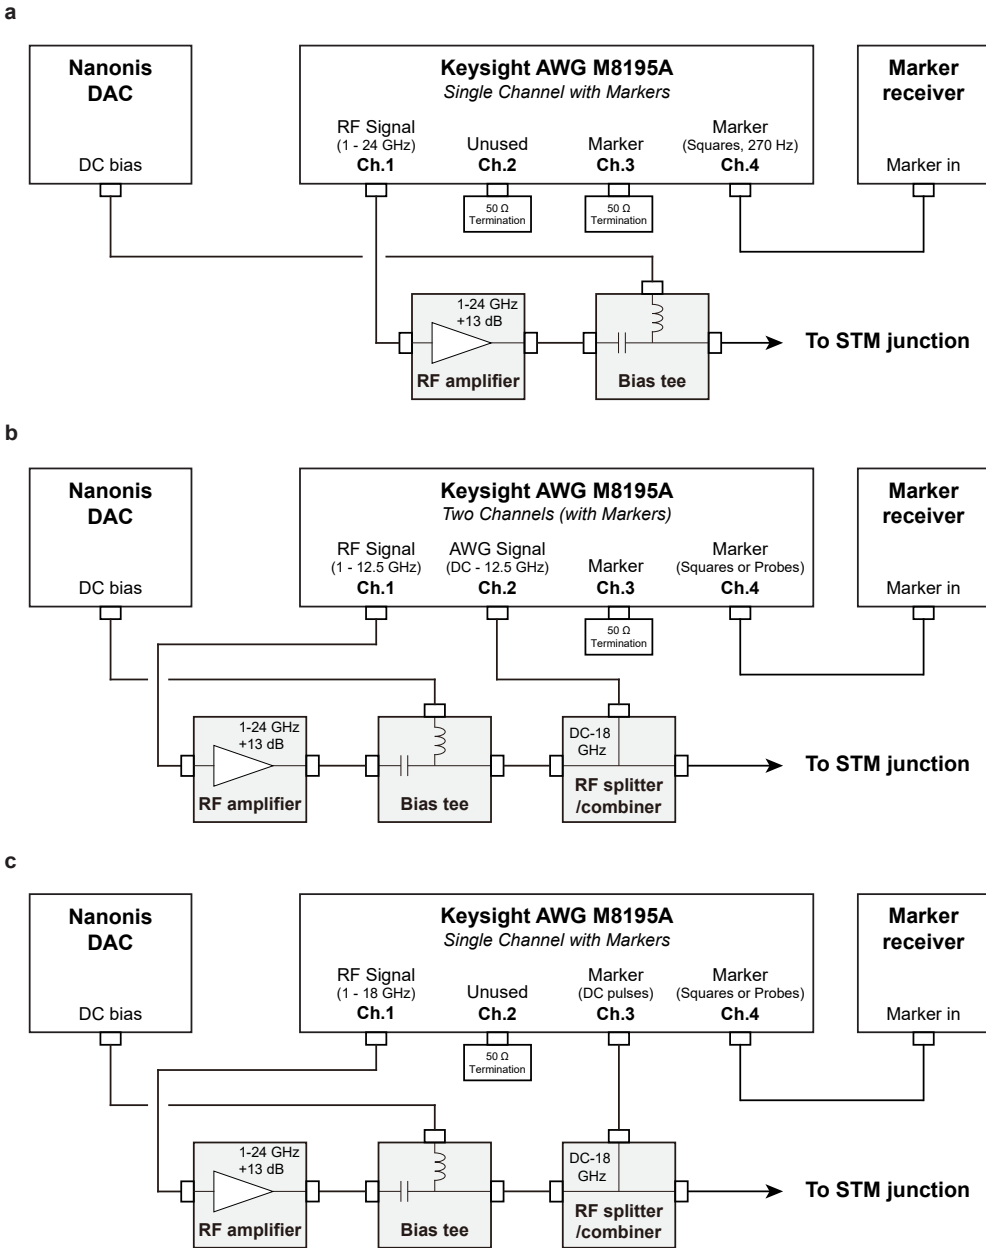 a
Nanonis
DAC
DC bias
Keysight AWG M8195A
Single Channel with Markers
RF Signal
(1 - 24 GHz)
Ch.1
Unused
Ch.2
Marker
Ch.3
Marker
(Squares, 270 Hz)
Ch.4
Marker
receiver
Marker in
50 Ω
Termination
50 Ω
Termination
1-24 GHz
+13 dB
RF amplifier
Bias tee
To STM junction
b
Nanonis
DAC
DC bias
Keysight AWG M8195A
Two Channels (with Markers)
RF Signal
(1 - 12.5 GHz)
Ch.1
AWG Signal
(DC - 12.5 GHz)
Ch.2
Marker
Ch.3
Marker
(Squares or Probes)
Ch.4
Marker
receiver
Marker in
50 Ω
Termination
1-24 GHz
+13 dB
RF amplifier
Bias tee
DC-18
GHz
RF splitter
/combiner
To STM junction
c
Nanonis
DAC
DC bias
Keysight AWG M8195A
Single Channel with Markers
RF Signal
(1 - 18 GHz)
Ch.1
Unused
Ch.2
Marker
(DC pulses)
Ch.3
Marker
(Squares or Probes)
Ch.4
Marker
receiver
Marker in
50 Ω
Termination
1-24 GHz
+13 dB
RF amplifier
Bias tee
DC-18
GHz
RF splitter
/combiner
To STM junction